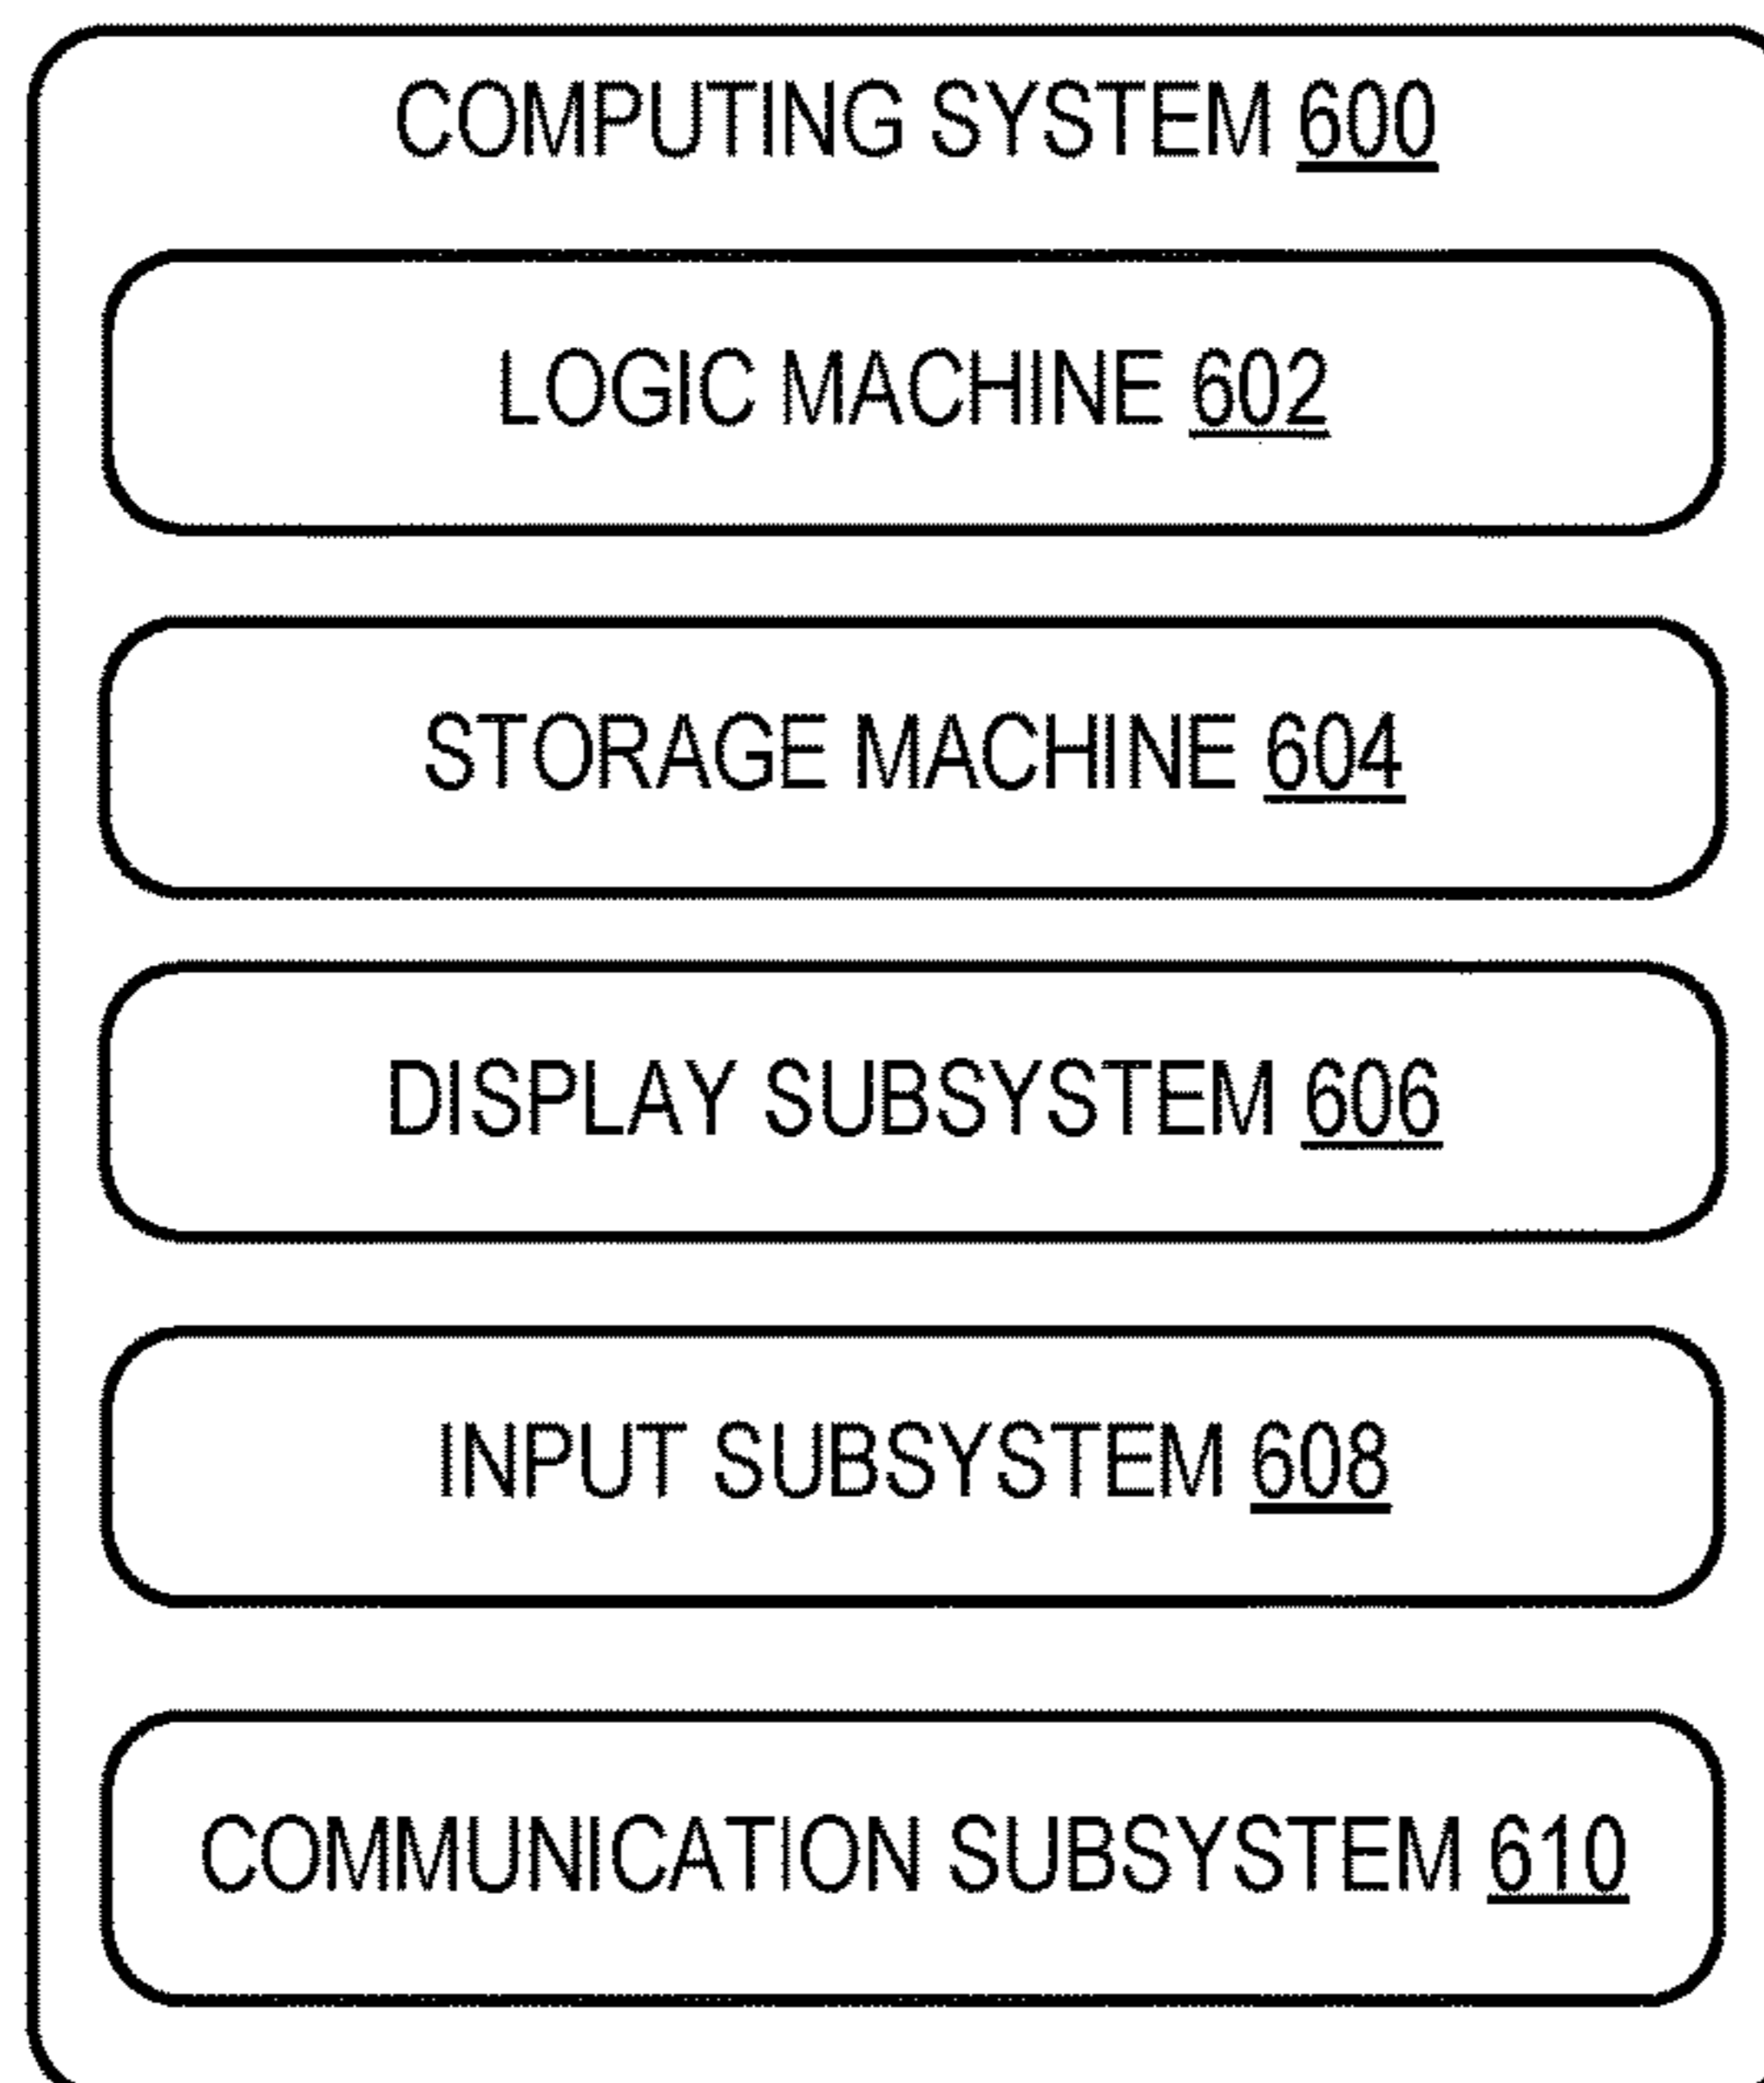 COMPUTING SYSTEM 600
LOGIC MACHINE 602
STORAGE MACHINE 604
DISPLAY SUBSYSTEM 606
INPUT SUBSYSTEM 608
COMMUNICATION SUBSYSTEM 610